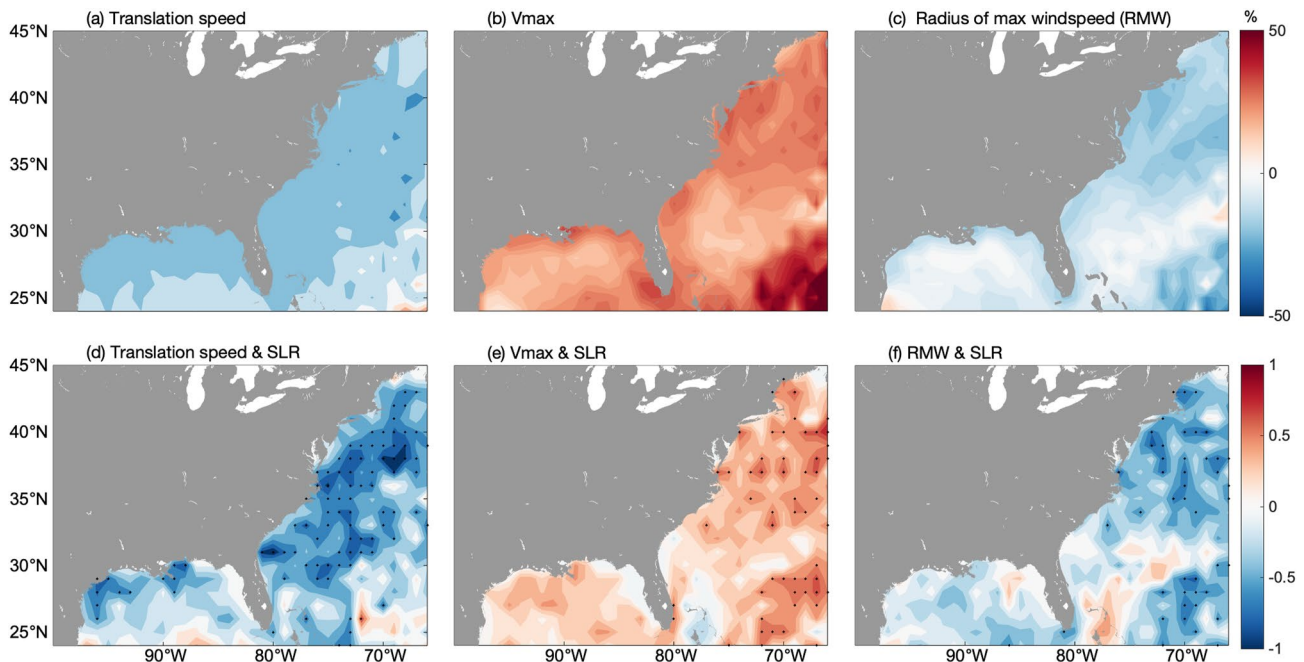 (a) Translation speed
(b) Vmax
(c) Radius of max windspeed (RMW)
%
45°N
40°N
35°N
30°N
25°N
50
0
-50
(d) Translation speed & SLR
(e) Vmax & SLR
(f) RMW & SLR
45°N
40°N
35°N
30°N
25°N
1
0.5
0
-0.5
-1
90°W
80°W
70°W
90°W
80°W
70°W
90°W
80°W
70°W